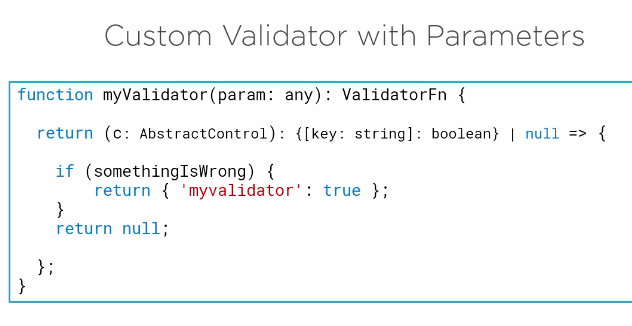 Custom Validator with Parameters
function myValidator(param: any): ValidatorFn {
return (c: AbstractControl): {[key: string]: boolean} | null => {
if (somethingIsWrong) {
return { 'myvalidator': true };
}
return null;
};
}